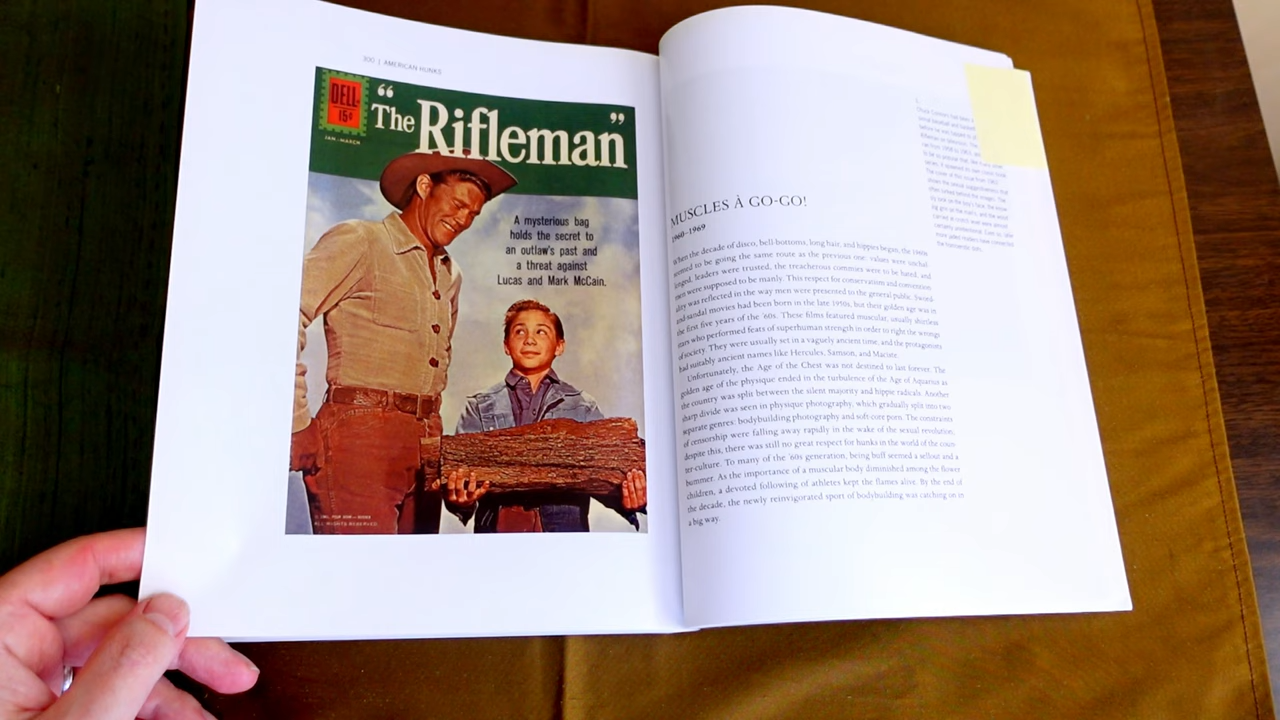 300 | AMERICAN HUNKS
DELL
15¢
JAN.-MARCH
“The Rifleman”
A mysterious bag
holds the secret to
an outlaw's past and
a threat against
Lucas and Mark McCain.
ALL RIGHTS RESERVED
MUSCLES À GO-GO!
1960–1969
When the decade of disco, bell-bottoms, long hair, and hippies began, the 1960s
seemed to be going the same route as the previous one: values were unchal-
lenged, leaders were trusted, the treacherous commies were to be hated, and
men were supposed to be manly. This respect for conservatism and convention
ality was reflected in the way men were presented to the general public. Sword-
and-sandal movies had been born in the late 1950s, but their golden age was in
the first five years of the '60s. These films featured muscular, usually shirtless
men who performed feats of superhuman strength in order to right the wrongs
of society. They were usually set in a vaguely ancient time, and the protagonists
had suitably ancient names like Hercules, Samson, and Maciste.
Unfortunately, the Age of the Chest was not destined to last forever. The
golden age of the physique ended in the turbulence of the Age of Aquarius as
the country was split between the silent majority and hippie radicals. Another
sharp divide was seen in physique photography, which gradually split into two
separate genres: bodybuilding photography and soft-core porn. The constraints
of censorship were falling away rapidly in the wake of the sexual revolution;
despite this, there was still no great respect for hunks in the world of the coun-
ter-culture. To many of the '60s generation, being buff seemed a sellout and a
bummer. As the importance of a muscular body diminished among the flower
children, a devoted following of athletes kept the flames alive. By the end of
the decade, the newly reinvigorated sport of bodybuilding was catching on in
a big way.